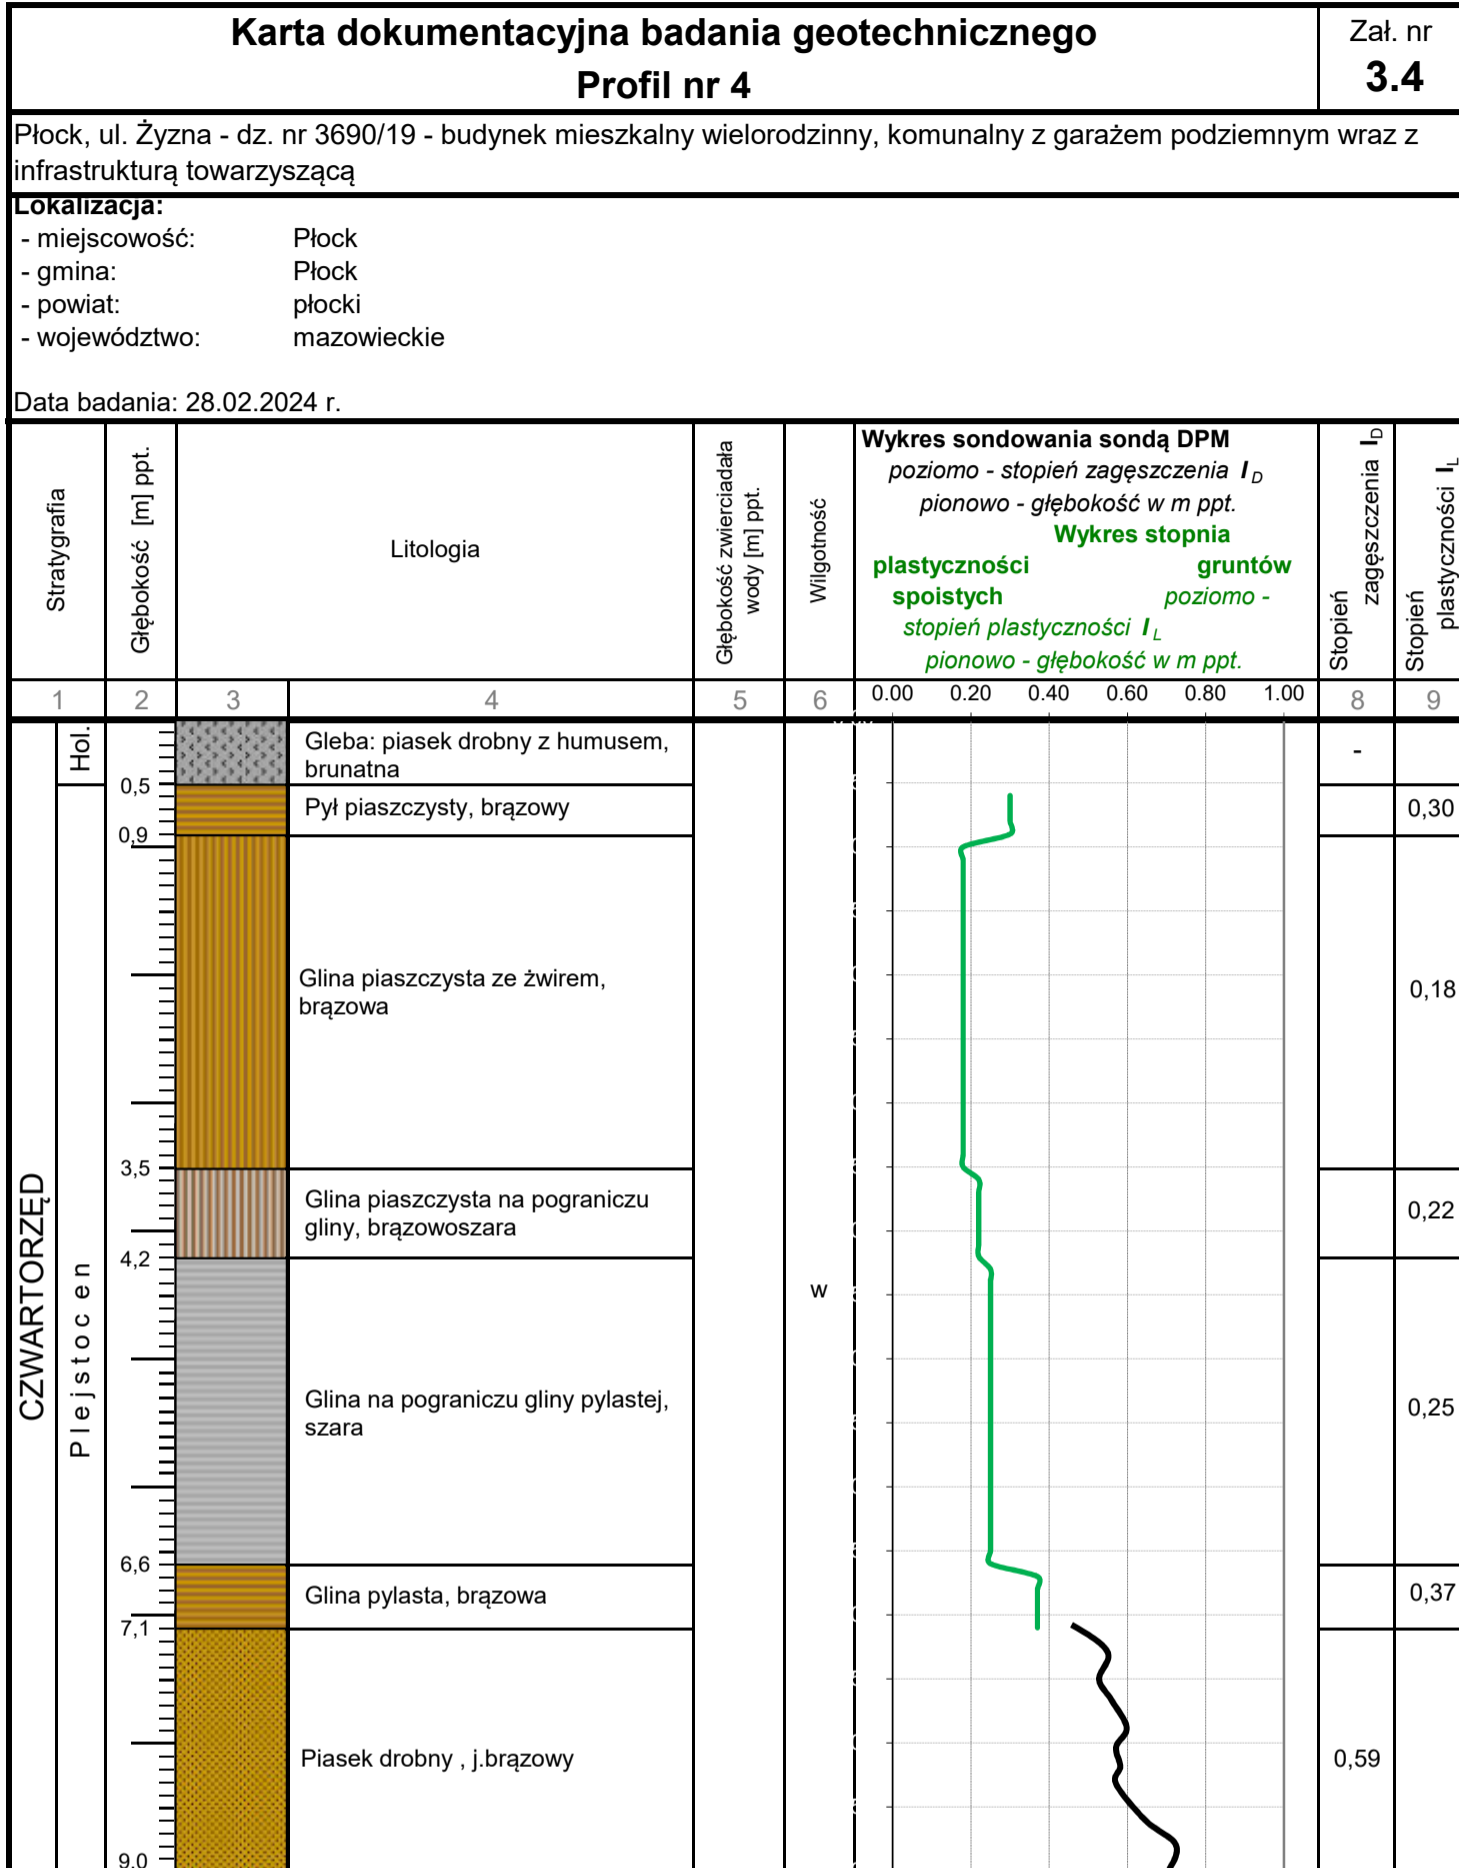 Karta dokumentacyjna badania geotechnicznego
Profil nr 4
Zał. nr
3.4
Płock, ul. Żyzna - dz. nr 3690/19 - budynek mieszkalny wielorodzinny, komunalny z garażem podziemnym wraz z
infrastrukturą towarzyszącą
Lokalizacja:
- miejscowość: Płock
- gmina: Płock
- powiat: płocki
- województwo: mazowieckie
Data badania: 28.02.2024 r.
Stratygrafia
Głębokość [m] ppt.
Litologia
Głębokość zwierciadała
wody [m] ppt.
Wilgotność
Wykres sondowania sondą DPM
poziomo - stopień zagęszczenia I D
pionowo - głębokość w m ppt.
Wykres stopnia
plastyczności gruntów
spoistych poziomo -
stopień plastyczności I L
pionowo - głębokość w m ppt.
Stopień
zagęszczenia ID
Stopień
plastyczności IL
1 2 3 4 5 6 0.00 0.20 0.40 0.60 0.80 1.00 8 9
Hol.
Gleba: piasek drobny z humusem,
brunatna
-
0,5
Pył piaszczysty, brązowy
0,30
0,9
Glina piaszczysta ze żwirem,
brązowa
0,18
3,5
CZWARTORZĘD
Plejstocen
Glina piaszczysta na pograniczu
gliny, brązowoszara
0,22
4,2
w
Glina na pograniczu gliny pylastej,
szara
0,25
6,6
Glina pylasta, brązowa
0,37
7,1
Piasek drobny , j.brązowy
0,59
9,0